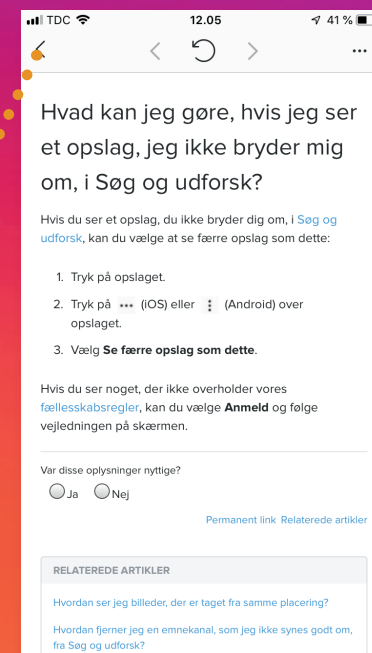 TDC 12.05 41 %
Hvad kan jeg gøre, hvis jeg ser
et opslag, jeg ikke bryder mig
om, i Søg og udforsk?
Hvis du ser et opslag, du ikke bryder dig om, i Søg og
udforsk, kan du vælge at se færre opslag som dette:
1. Tryk på opslaget.
2. Tryk på ••• (iOS) eller ⋮ (Android) over
opslaget.
3. Vælg Se færre opslag som dette.
Hvis du ser noget, der ikke overholder vores
fællesskabsregler, kan du vælge Anmeld og følge
vejledningen på skærmen.
Var disse oplysninger nyttige?
Ja Nej
Permanent link Relaterede artikler
RELATEREDE ARTIKLER
Hvordan ser jeg billeder, der er taget fra samme placering?
Hvordan fjerner jeg en emnekanal, som jeg ikke synes godt om,
fra Søg og udforsk?